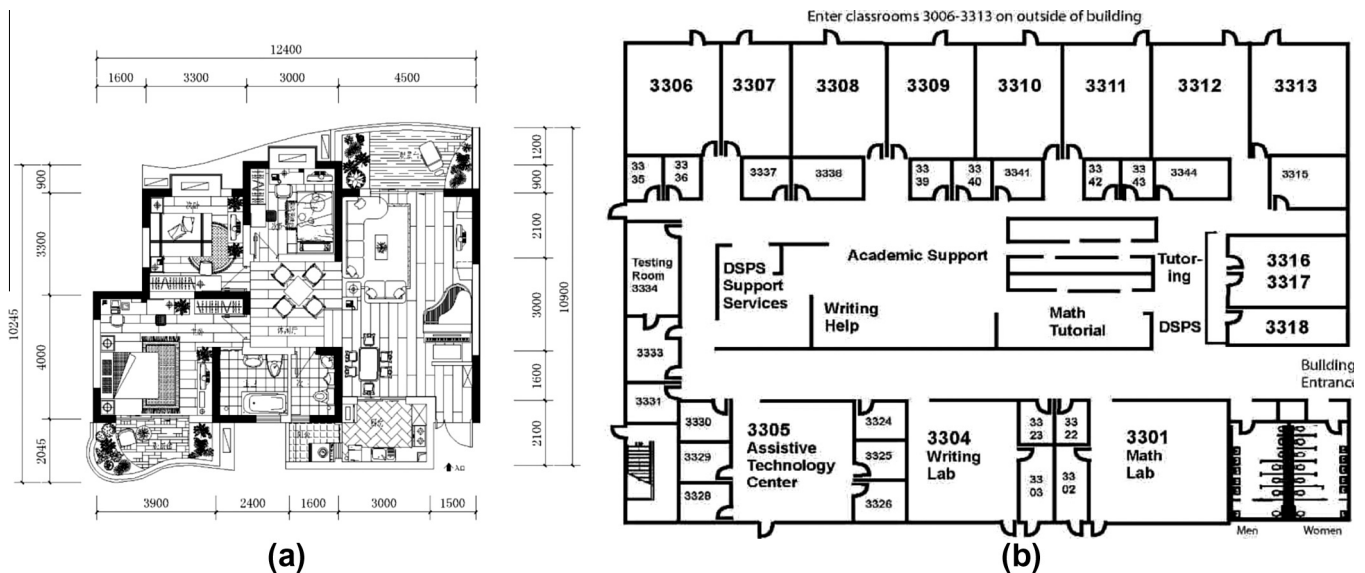 12400
1600 3300 3000 4500
900
3300
10245
4000
2045
1200
900
2100
3000
10900
1600
2100
3900 2400 1600 3000 1500
入口
(a)
Enter classrooms 3006-3313 on outside of building
3306 3307 3308 3309 3310 3311 3312 3313
33
35
33
36
3337
3338
33
39
33
40
3341
33
42
33
43
3344
3315
Testing
Room
3334
DSPS
Support
Services
Academic Support
Writing
Help
Math
Tutorial
Tutor-
ing
DSPS
3316
3317
3318
Building
Entrance
3333
3331
3330
3329
3328
3305
Assistive
Technology
Center
3324
3325
3326
3304
Writing
Lab
33
23
33
22
33
03
33
02
3301
Math
Lab
Men
Women
(b)